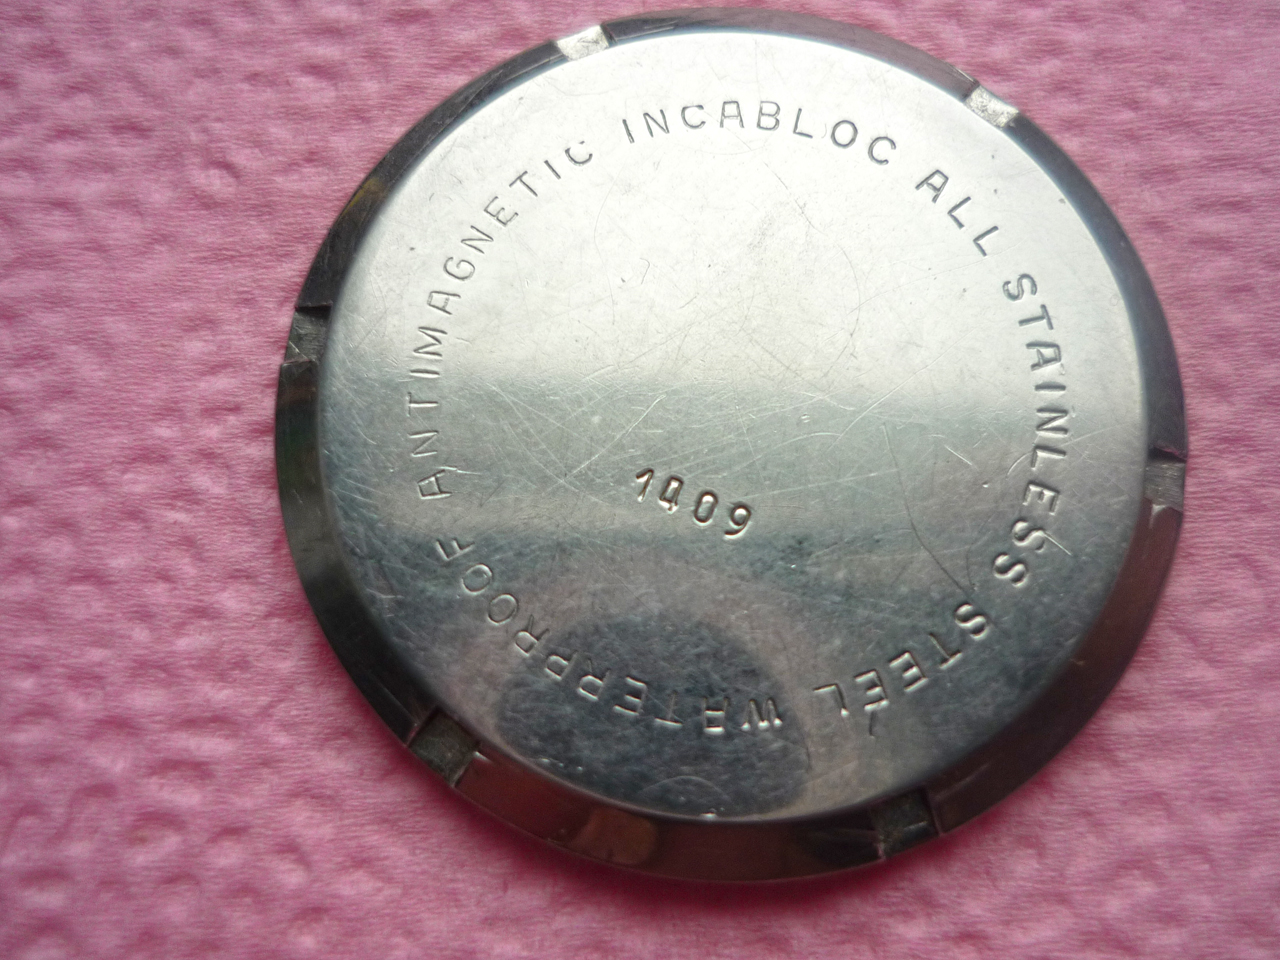 WATERPROOF ANTIMAGNETIC INCABLOC ALL STAINLESS STEEL
1409